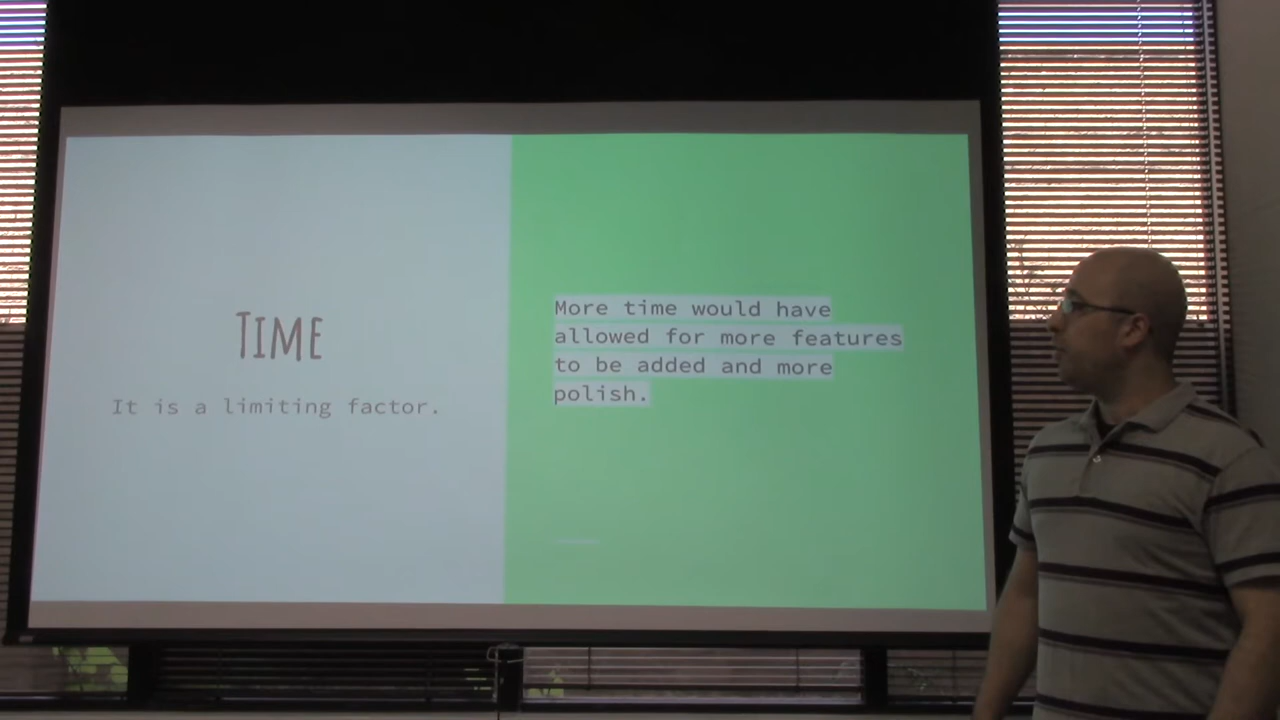 TIME
It is a limiting factor.
More time would have
allowed for more features
to be added and more
polish.